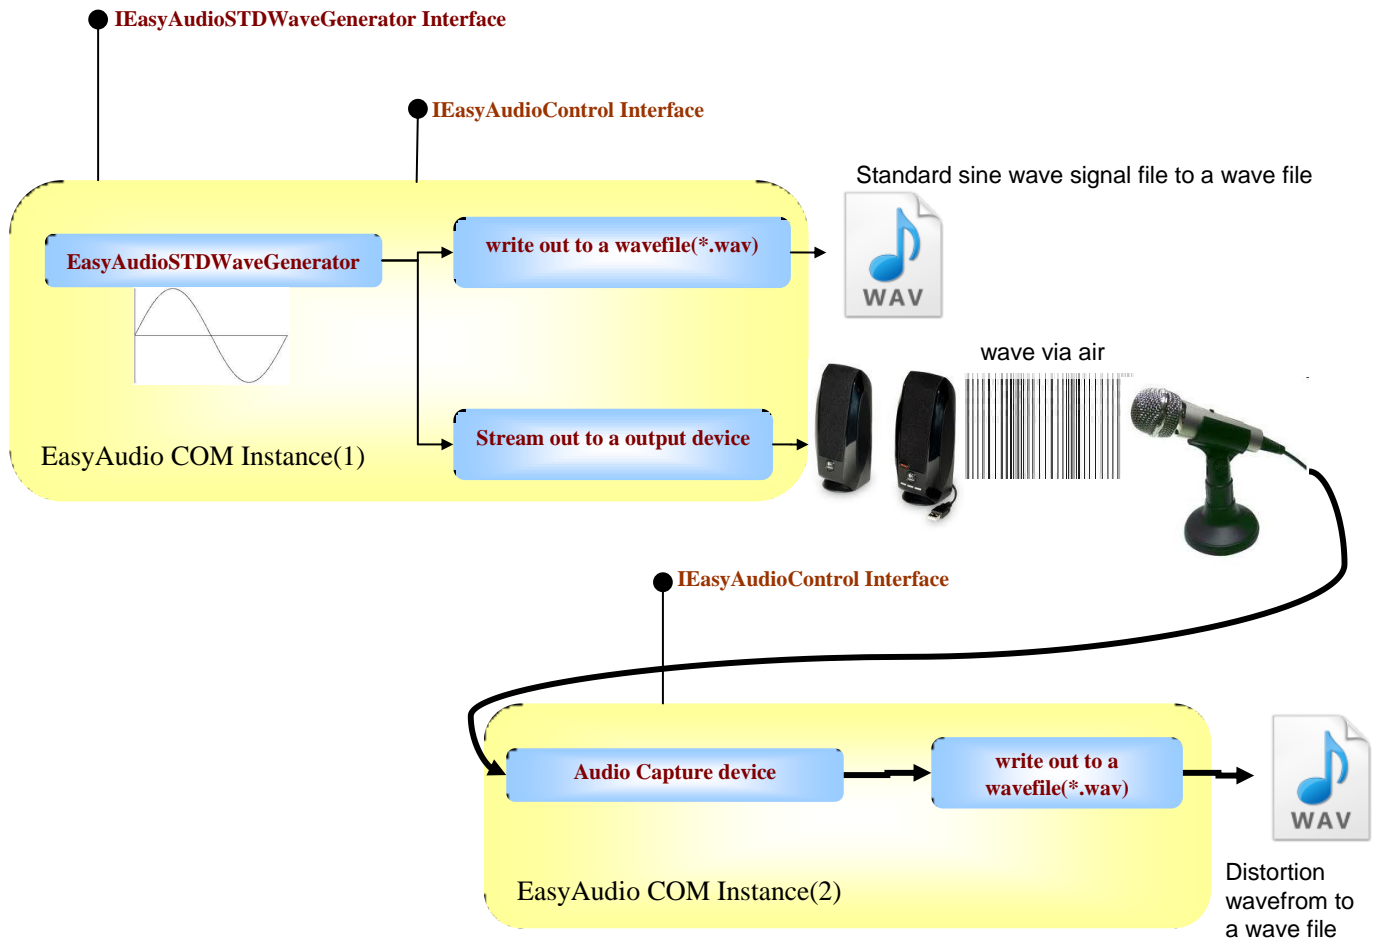 IEasyAudioSTDWaveGenerator Interface
IEasyAudioControl Interface
Standard sine wave signal file to a wave file
write out to a wavefile(*.wav)
EasyAudioSTDWaveGenerator
WAV
wave via air
Stream out to a output device
EasyAudio COM Instance(1)
IEasyAudioControl Interface
Audio Capture device
write out to a
wavefile(*.wav)
WAV
EasyAudio COM Instance(2)
Distortion
wavefrom to
a wave file